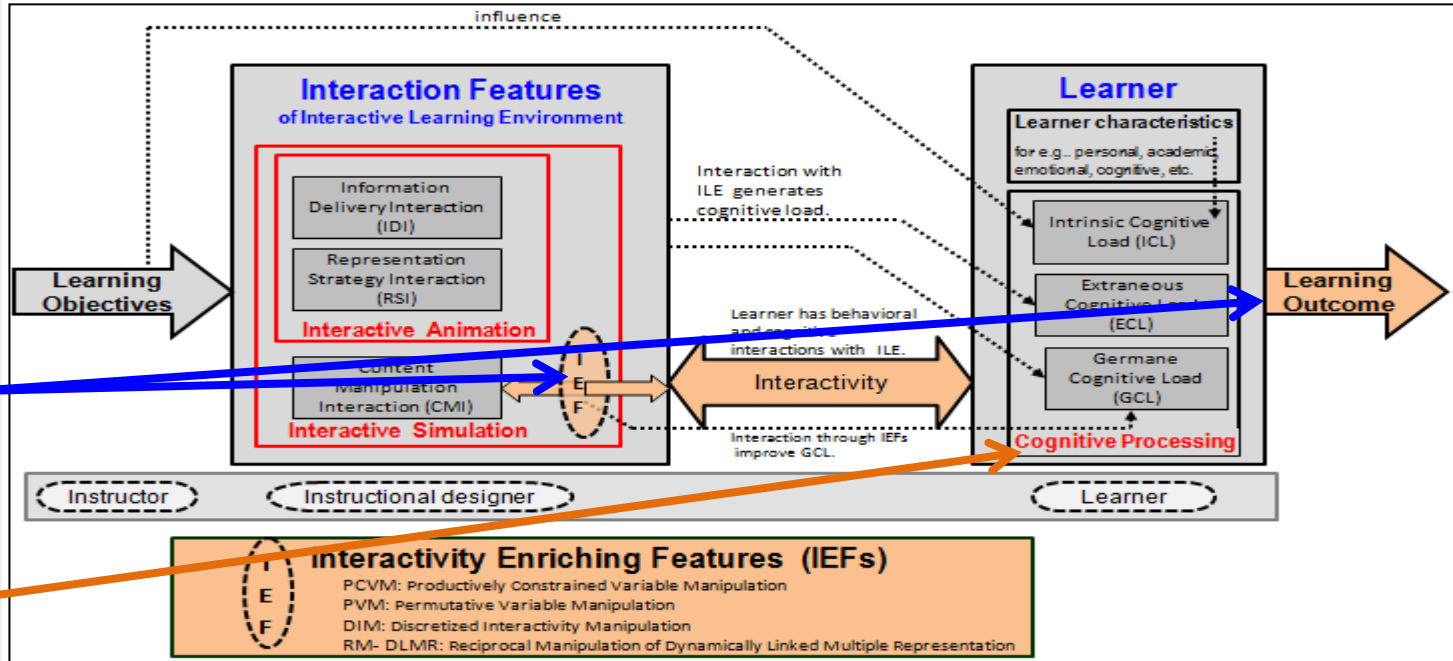 influence
Interaction Features
of Interactive Learning Environment
Information
Delivery Interaction
(IDI)
Representation
Strategy Interaction
(RSI)
Interactive Animation
Content
Manipulation
Interaction (CMI)
Interactive Simulation
I
E
F
Learning
Objectives
Interaction with
ILE generates
cognitive load.
Learner has behavioral
and cognitive
interactions with ILE.
Interactivity
Interaction through IEFs
improve GCL.
Learner
Learner characteristics
for e.g.. personal, academic,
emotional, cognitive, etc.
Intrinsic Cognitive
Load (ICL)
Extraneous
Cognitive Load
(ECL)
Germane
Cognitive Load
(GCL)
Cognitive Processing
Learning
Outcome
Instructor
Instructional designer
Learner
I
E
F
Interactivity Enriching Features (IEFs)
PCVM: Productively Constrained Variable Manipulation
PVM: Permutative Variable Manipulation
DIM: Discretized Interactivity Manipulation
RM- DLMR: Reciprocal Manipulation of Dynamically Linked Multiple Representation